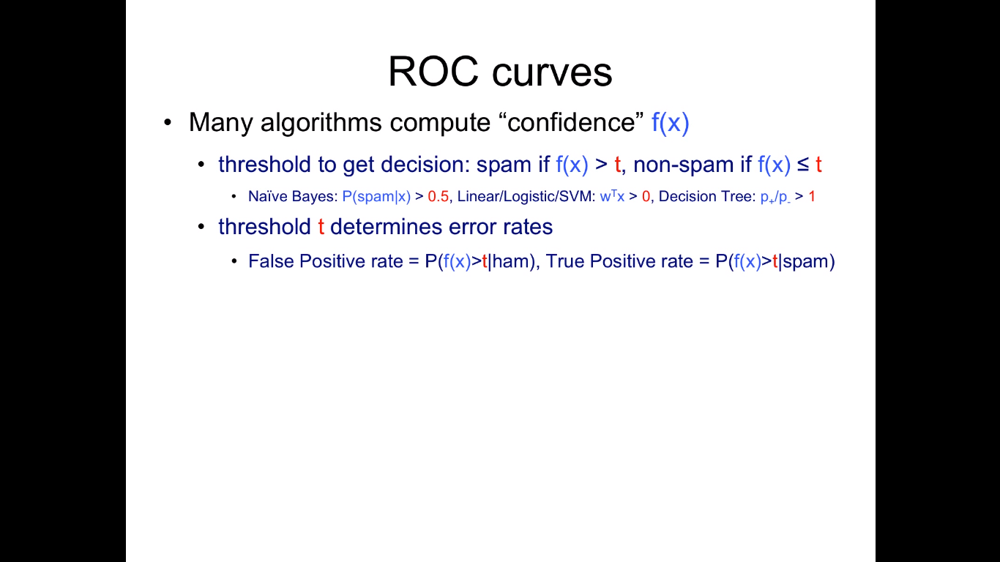 ROC curves
• Many algorithms compute “confidence” f(x)
• threshold to get decision: spam if f(x) > t, non-spam if f(x) ≤ t
• Naïve Bayes: P(spam|x) > 0.5, Linear/Logistic/SVM: wᵀx > 0, Decision Tree: p₊/p₋ > 1
• threshold t determines error rates
• False Positive rate = P(f(x)>t|ham), True Positive rate = P(f(x)>t|spam)